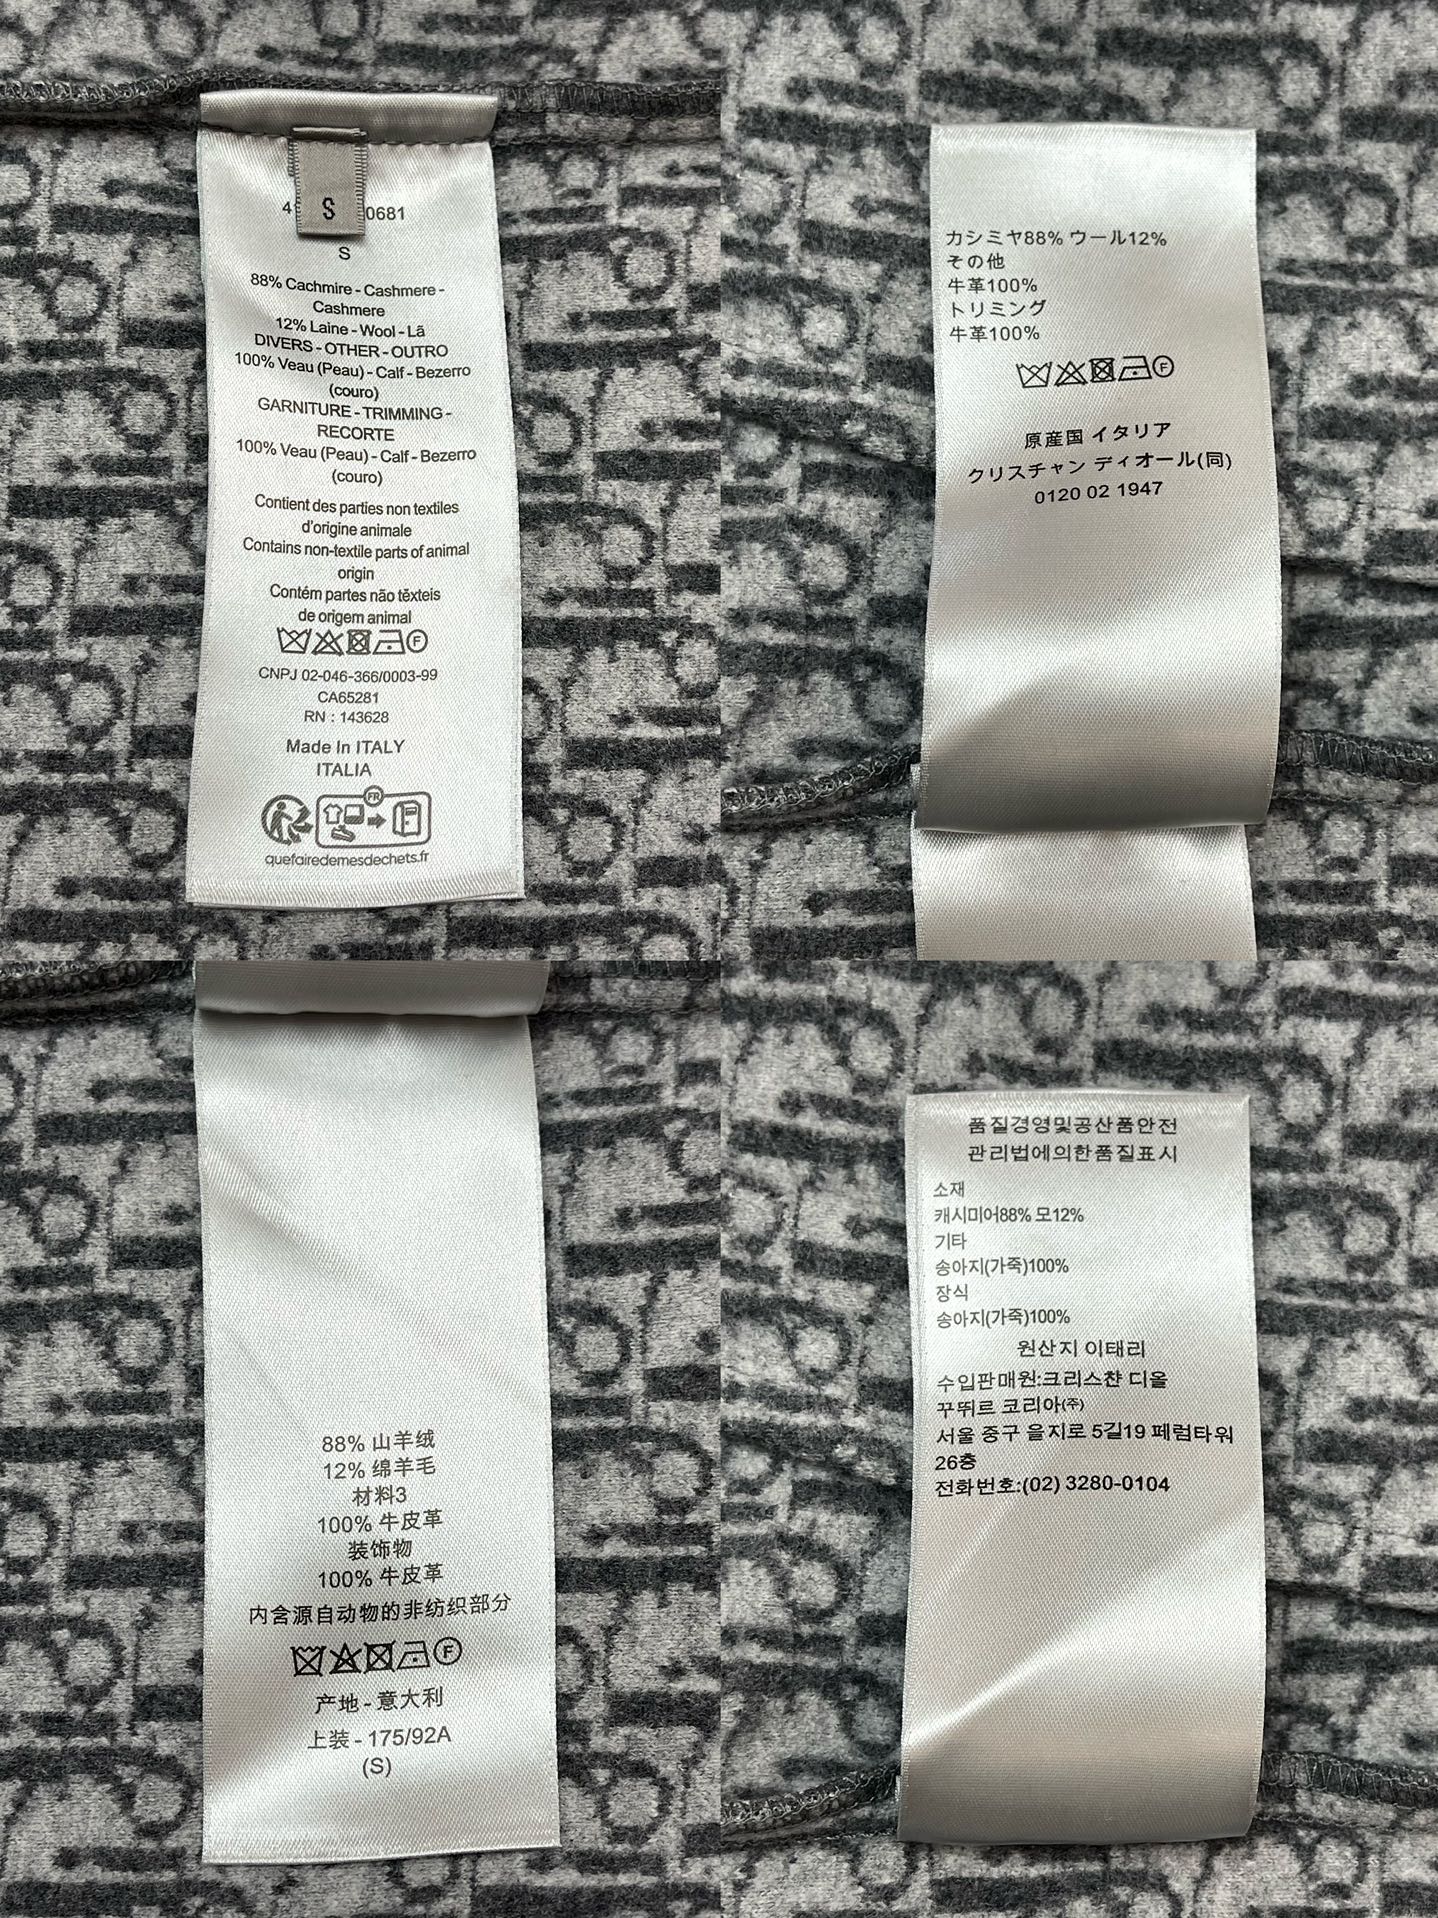 S
0681
S
88% Cachmire - Cashmere -
Cashmere
12% Laine - Wool - Lã
DIVERS - OTHER - OUTRO
100% Veau (Peau) - Calf - Bezerro
(couro)
GARNITURE - TRIMMING -
RECORTE
100% Veau (Peau) - Calf - Bezerro
(couro)
Contient des parties non textiles
d'origine animale
Contains non-textile parts of animal
origin
Contém partes não têxteis
de origem animal
F
CNPJ 02-046-366/0003-99
CA65281
RN : 143628
Made In ITALY
ITALIA
FR
quefairedemesdechets.fr
カシミヤ88% ウール12%
その他
牛革100%
トリミング
牛革100%
F
原産国 イタリア
クリスチャン ディオール(同)
0120 02 1947
88% 山羊绒
12% 绵羊毛
材料3
100% 牛皮革
装饰物
100% 牛皮革
内含源自动物的非纺织部分
F
产地 - 意大利
上装 - 175/92A
(S)
품질경영및공산품안전
관리법에의한품질표시
소재
캐시미어88% 모12%
기타
송아지(가죽)100%
장식
송아지(가죽)100%
원산지 이태리
수입판매원:크리스챤 디올
꾸뛰르 코리아(주)
서울 중구 을지로 5길19 페럼타워
26층
전화번호:(02) 3280-0104